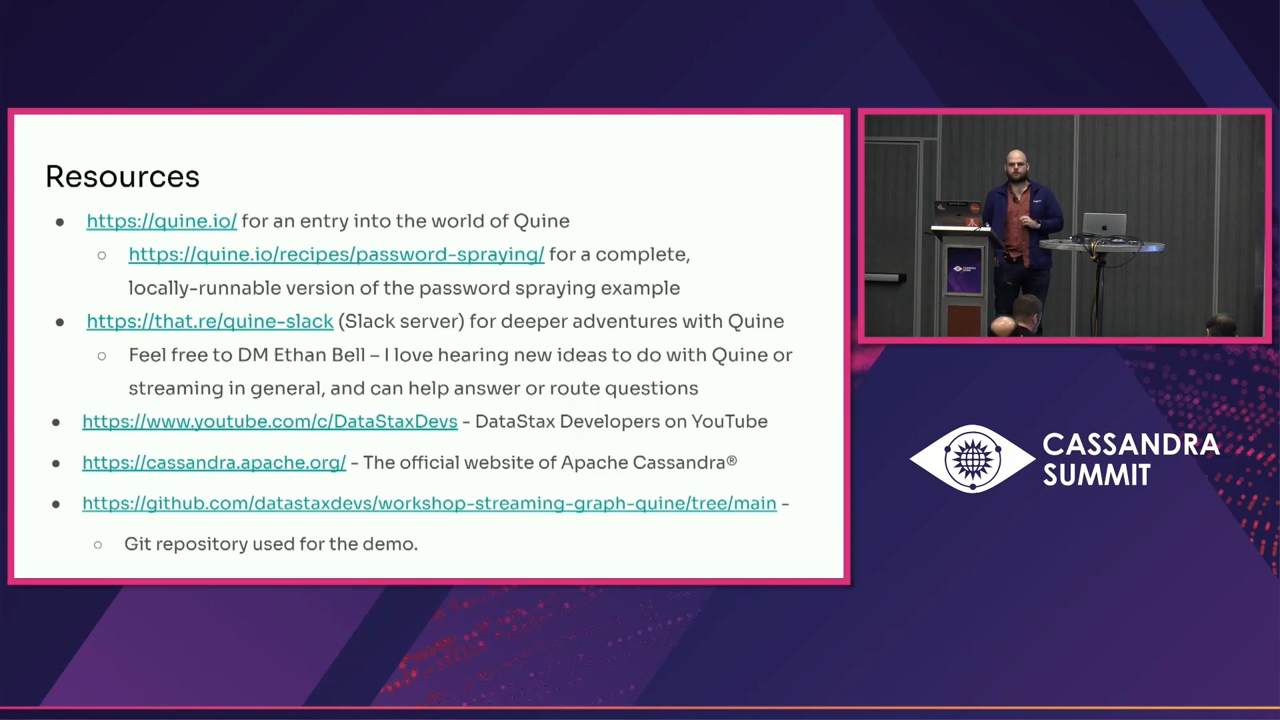 Resources
● https://quine.io/ for an entry into the world of Quine
○ https://quine.io/recipes/password-spraying/ for a complete,
locally-runnable version of the password spraying example
● https://that.re/quine-slack (Slack server) for deeper adventures with Quine
○ Feel free to DM Ethan Bell – I love hearing new ideas to do with Quine or
streaming in general, and can help answer or route questions
● https://www.youtube.com/c/DataStaxDevs - DataStax Developers on YouTube
● https://cassandra.apache.org/ - The official website of Apache Cassandra®
● https://github.com/datastaxdevs/workshop-streaming-graph-quine/tree/main -
○ Git repository used for the demo.
CASSANDRA
SUMMIT